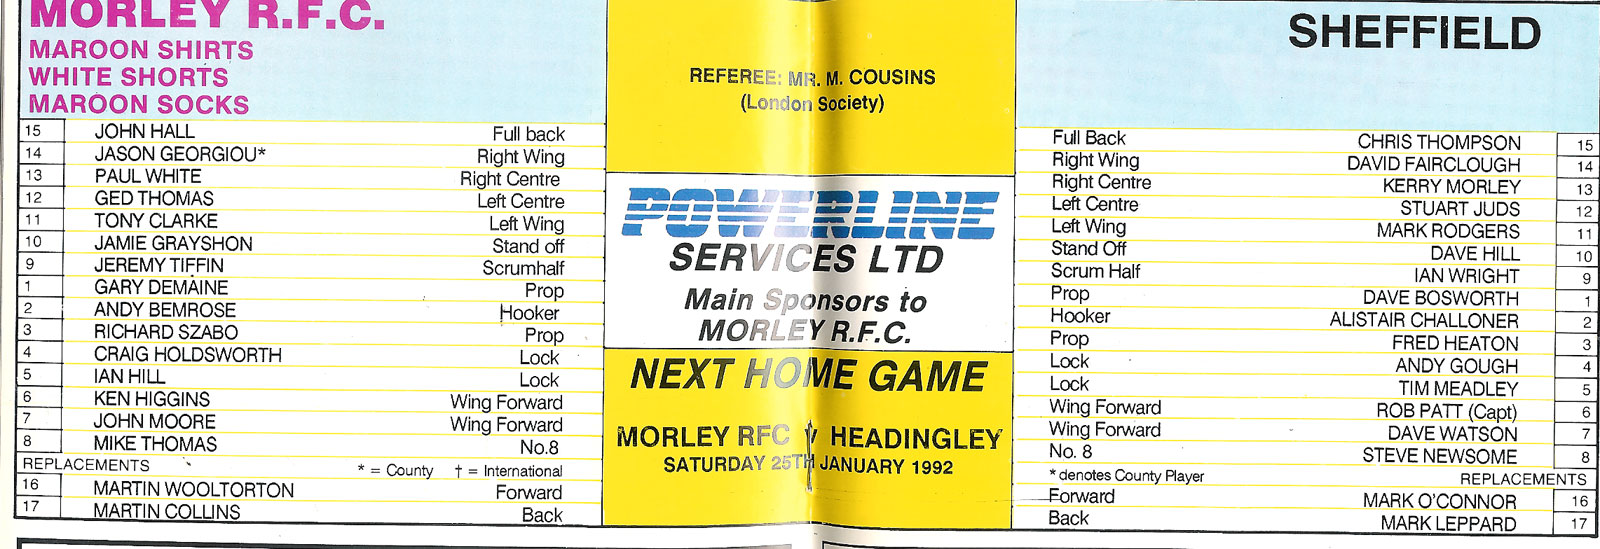 MORLEY R.F.C.
MAROON SHIRTS
WHITE SHORTS
MAROON SOCKS
15 JOHN HALL Full back
14 JASON GEORGIOU* Right Wing
13 PAUL WHITE Right Centre
12 GED THOMAS Left Centre
11 TONY CLARKE Left Wing
10 JAMIE GRAYSHON Stand off
9 JEREMY TIFFIN Scrumhalf
1 GARY DEMAINE Prop
2 ANDY BEMROSE Hooker
3 RICHARD SZABO Prop
4 CRAIG HOLDSWORTH Lock
5 IAN HILL Lock
6 KEN HIGGINS Wing Forward
7 JOHN MOORE Wing Forward
8 MIKE THOMAS No.8
REPLACEMENTS * = County † = International
16 MARTIN WOOLTORTON Forward
17 MARTIN COLLINS Back
REFEREE: MR. M. COUSINS
(London Society)
POWERLINE
SERVICES LTD
Main Sponsors to
MORLEY R.F.C.
NEXT HOME GAME
MORLEY RFC v HEADINGLEY
SATURDAY 25TH JANUARY 1992
SHEFFIELD
Full Back CHRIS THOMPSON 15
Right Wing DAVID FAIRCLOUGH 14
Right Centre KERRY MORLEY 13
Left Centre STUART JUDS 12
Left Wing MARK RODGERS 11
Stand Off DAVE HILL 10
Scrum Half IAN WRIGHT 9
Prop DAVE BOSWORTH 1
Hooker ALISTAIR CHALLONER 2
Prop FRED HEATON 3
Lock ANDY GOUGH 4
Lock TIM MEADLEY 5
Wing Forward ROB PATT (Capt) 6
Wing Forward DAVE WATSON 7
No. 8 STEVE NEWSOME 8
* denotes County Player REPLACEMENTS
Forward MARK O'CONNOR 16
Back MARK LEPPARD 17